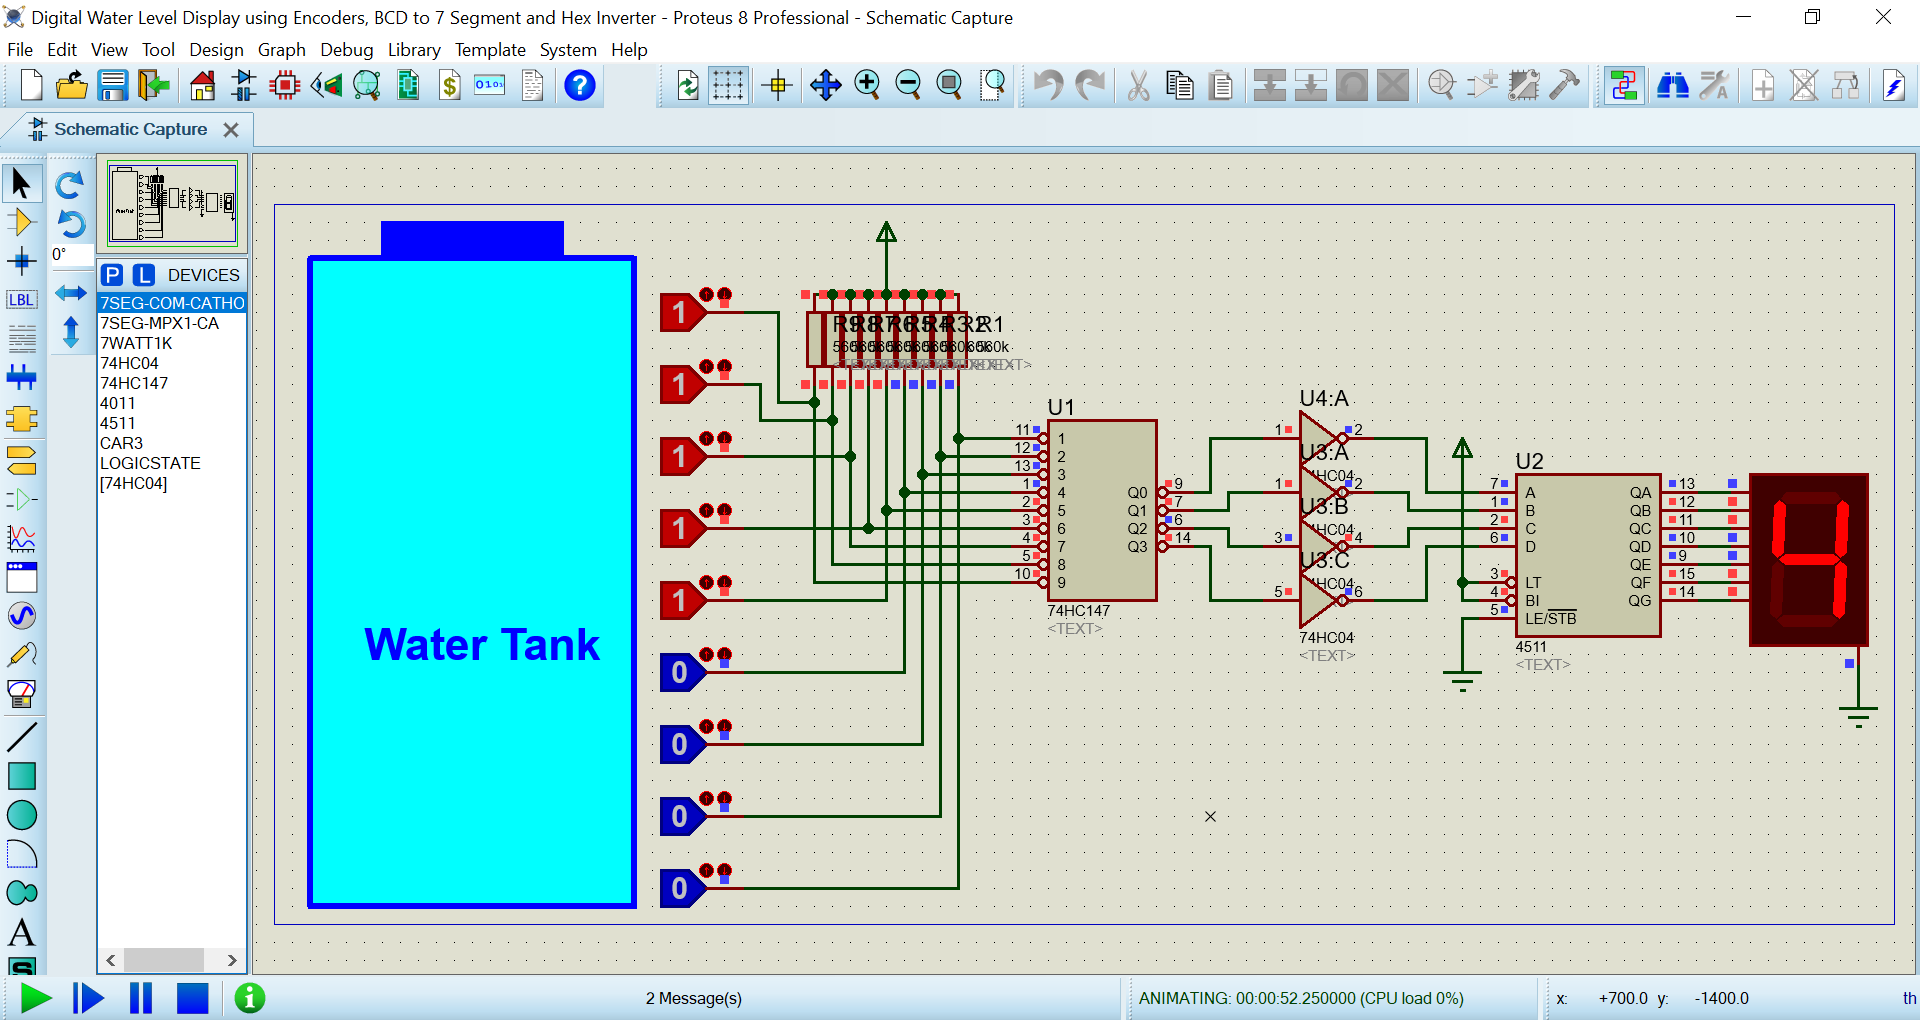 Digital Water Level Display using Encoders, BCD to 7 Segment and Hex Inverter - Proteus 8 Professional - Schematic Capture
File Edit View Tool Design Graph Debug Library Template System Help
Schematic Capture
0°
LBL
P L DEVICES
7SEG-COM-CATHO
7SEG-MPX1-CA
7WATT1K
74HC04
74HC147
4011
4511
CAR3
LOGICSTATE
[74HC04]
Water Tank
1
1
1
1
1
0
0
0
0
R1
560k
U1
11 1
12 2
13 3
1 4
2 5
3 6
4 7
5 8
10 9
Q0 9
Q1 7
Q2 6
Q3 14
74HC147
<TEXT>
U4:A
1 2
U3:A
1 2
U3:B
3 4
U3:C
5 6
74HC04
<TEXT>
U2
7 A QA 13
1 B QB 12
2 C QC 11
6 D QD 10
QE 9
3 LT QF 15
4 BI QG 14
5 LE/STB
4511
<TEXT>
4
2 Message(s)
ANIMATING: 00:00:52.250000 (CPU load 0%)
x: +700.0 y: -1400.0 th